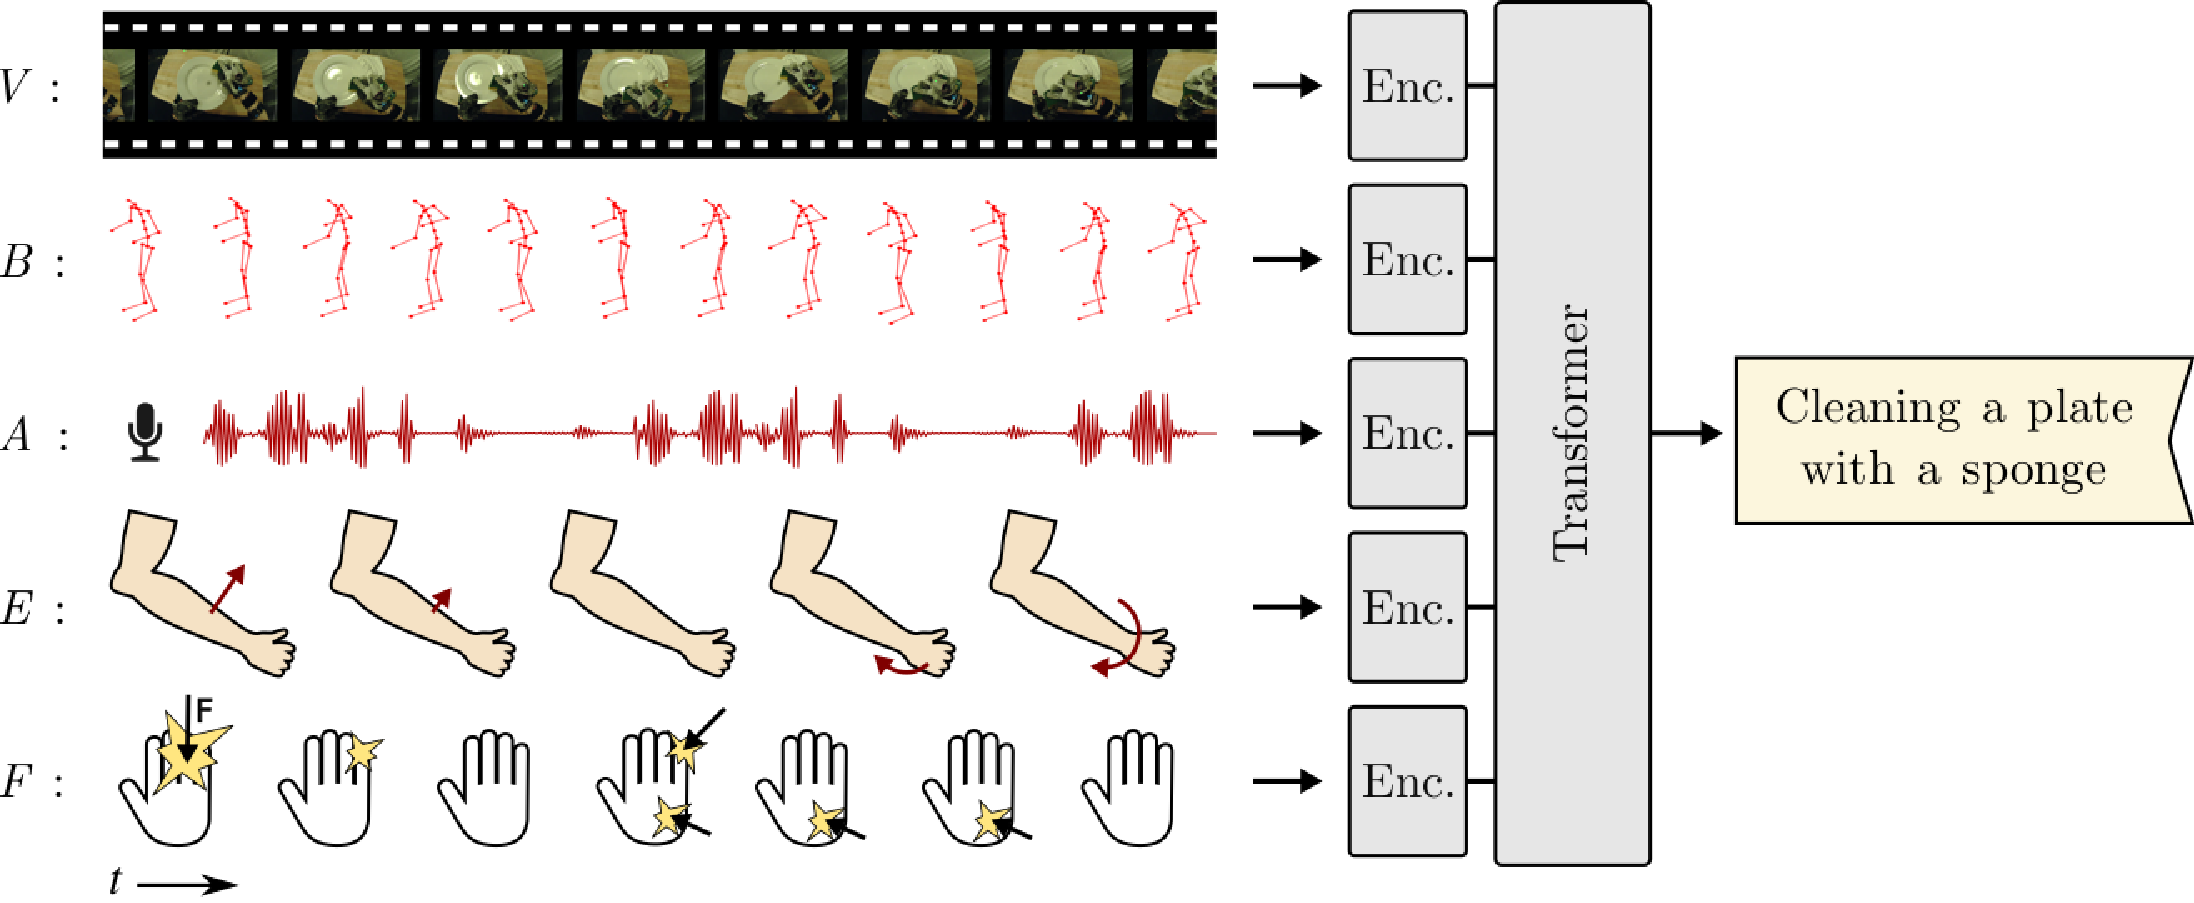 V :
Enc.
B :
Enc.
A :
Enc.
E :
Enc.
F
F :
Enc.
t
Transformer
Cleaning a plate
with a sponge